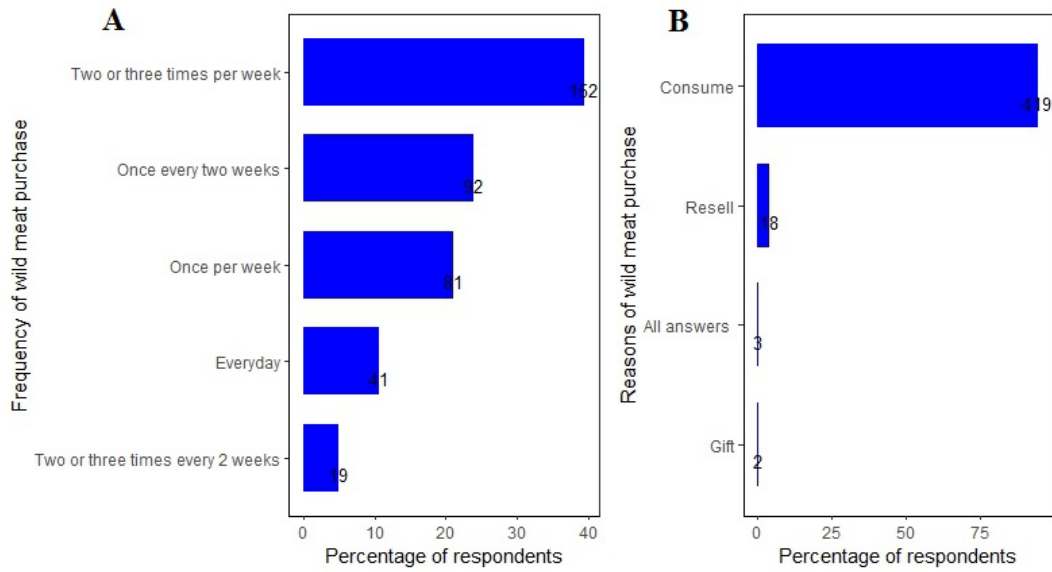 A
Frequency of wild meat purchase
Two or three times per week
152
Once every two weeks
92
Once per week
81
Everyday
41
Two or three times every 2 weeks
19
0 10 20 30 40
Percentage of respondents
B
Reasons of wild meat purchase
Consume
419
Resell
18
All answers
3
Gift
2
0 25 50 75
Percentage of respondents